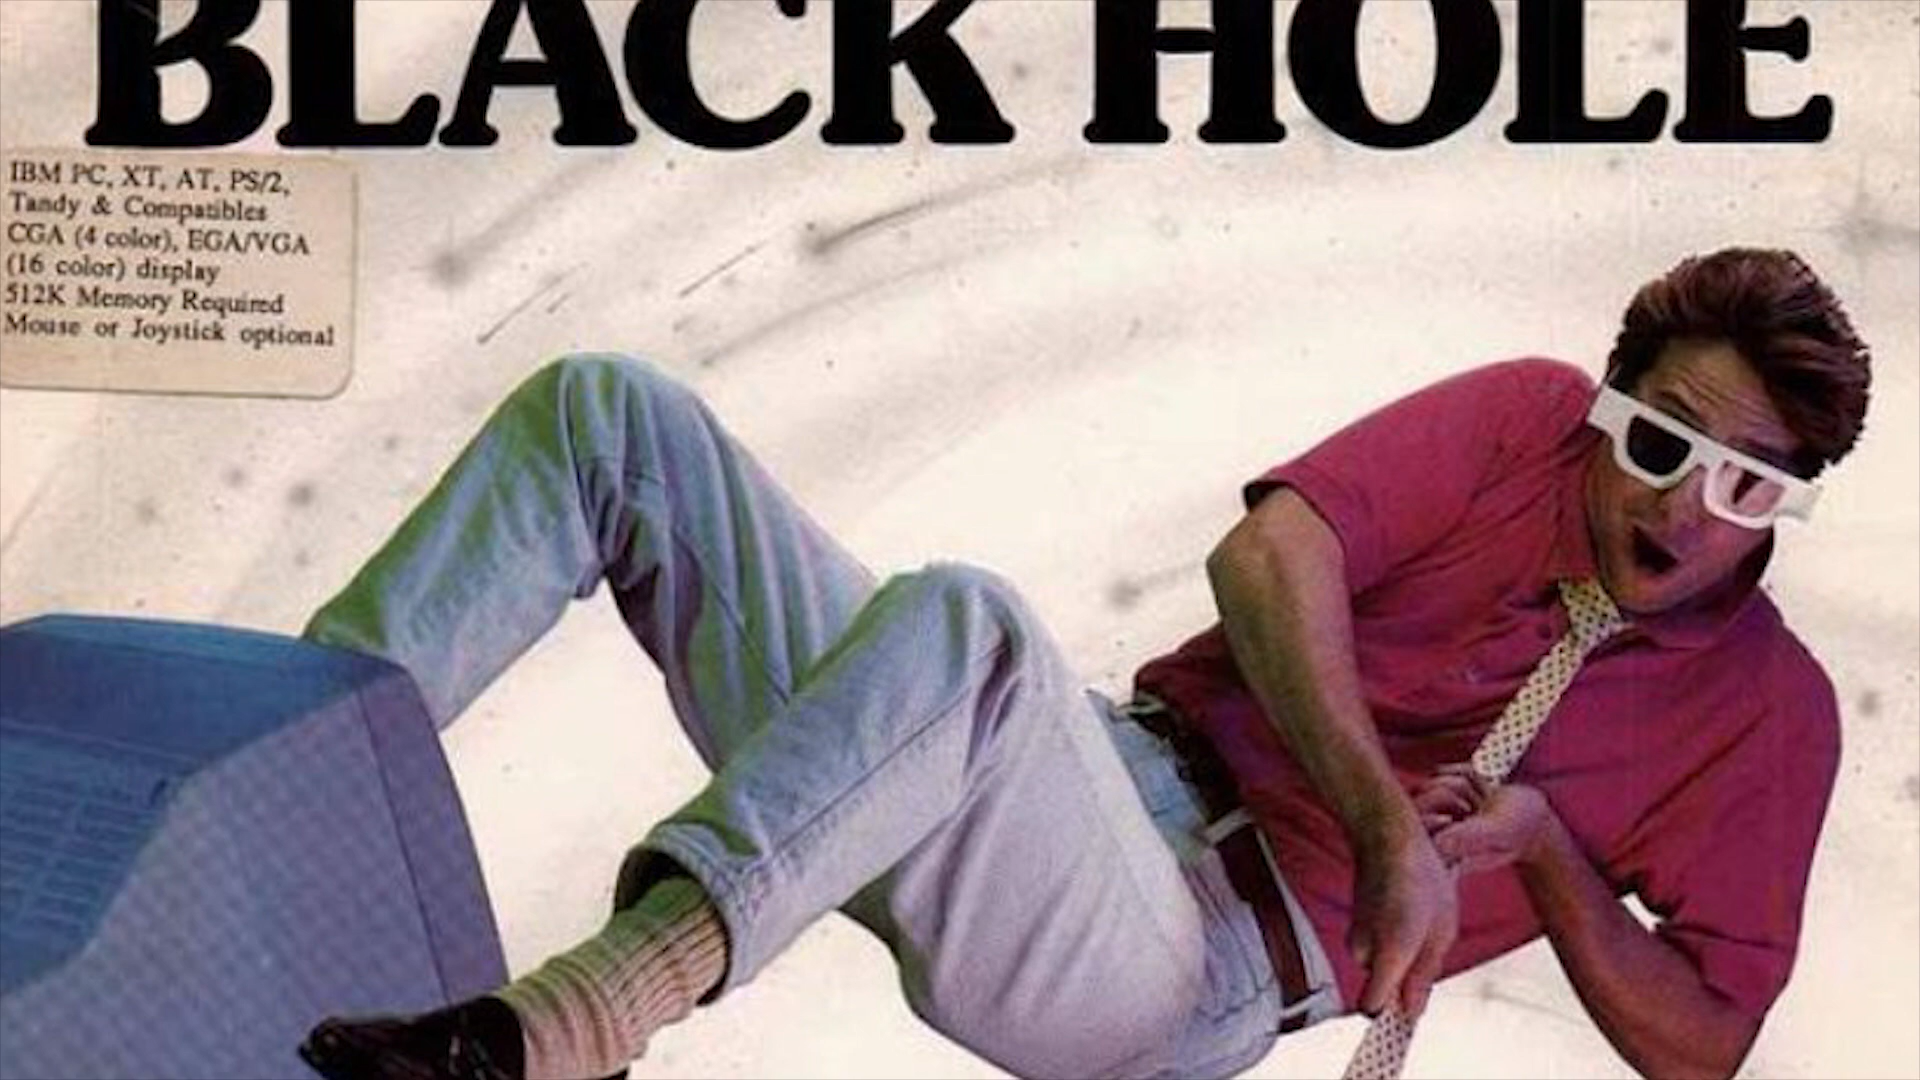 BLACK HOLE
IBM PC, XT, AT, PS/2,
Tandy & Compatibles
CGA (4 color), EGA/VGA
(16 color) display
512K Memory Required
Mouse or Joystick optional